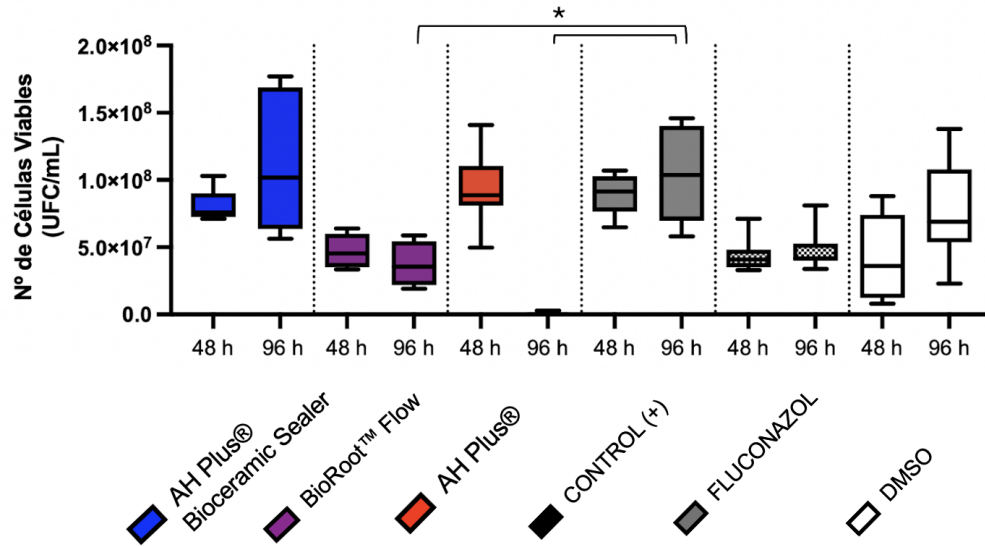 *
Nº de Células Viables
(UFC/mL)
2.0×10⁸
1.5×10⁸
1.0×10⁸
5.0×10⁷
0.0
48 h 96 h 48 h 96 h 48 h 96 h 48 h 96 h 48 h 96 h 48 h 96 h
AH Plus®
Bioceramic Sealer
BioRoot™ Flow
AH Plus®
CONTROL (+)
FLUCONAZOL
DMSO